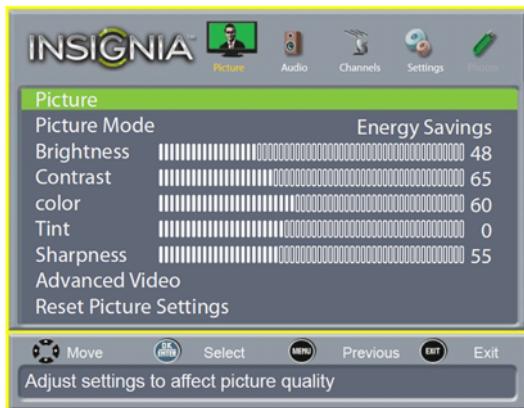 INSIGNIA
Picture Audio Channels Settings Photos
Picture
Picture Mode Energy Savings
Brightness 48
Contrast 65
color 60
Tint 0
Sharpness 55
Advanced Video
Reset Picture Settings
Move OK ENTER Select MENU Previous EXIT Exit
Adjust settings to affect picture quality